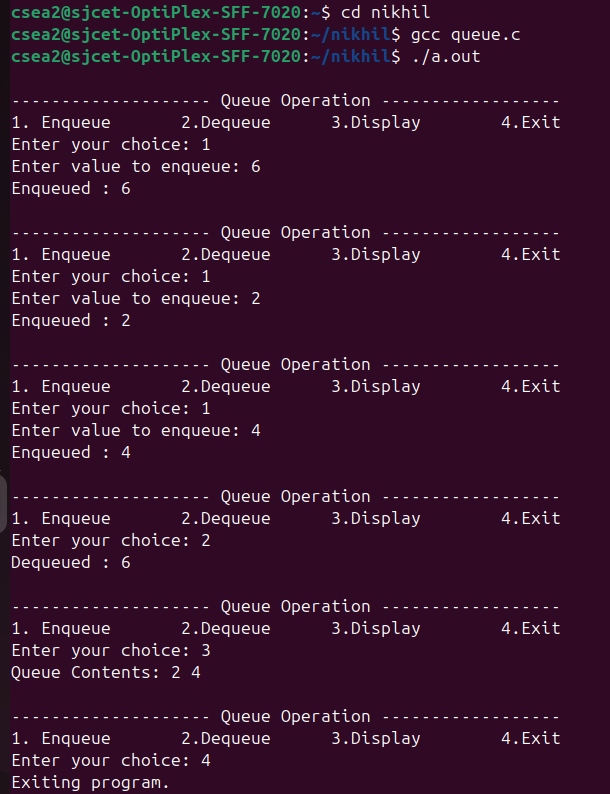 csea2@sjcet-OptiPlex-SFF-7020:~$ cd nikhil
csea2@sjcet-OptiPlex-SFF-7020:~/nikhil$ gcc queue.c
csea2@sjcet-OptiPlex-SFF-7020:~/nikhil$ ./a.out
-------------------- Queue Operation ------------------
1. Enqueue       2.Dequeue      3.Display        4.Exit
Enter your choice: 1
Enter value to enqueue: 6
Enqueued : 6
-------------------- Queue Operation ------------------
1. Enqueue       2.Dequeue      3.Display        4.Exit
Enter your choice: 1
Enter value to enqueue: 2
Enqueued : 2
-------------------- Queue Operation ------------------
1. Enqueue       2.Dequeue      3.Display        4.Exit
Enter your choice: 1
Enter value to enqueue: 4
Enqueued : 4
-------------------- Queue Operation ------------------
1. Enqueue       2.Dequeue      3.Display        4.Exit
Enter your choice: 2
Dequeued : 6
-------------------- Queue Operation ------------------
1. Enqueue       2.Dequeue      3.Display        4.Exit
Enter your choice: 3
Queue Contents: 2 4
-------------------- Queue Operation ------------------
1. Enqueue       2.Dequeue      3.Display        4.Exit
Enter your choice: 4
Exiting program.